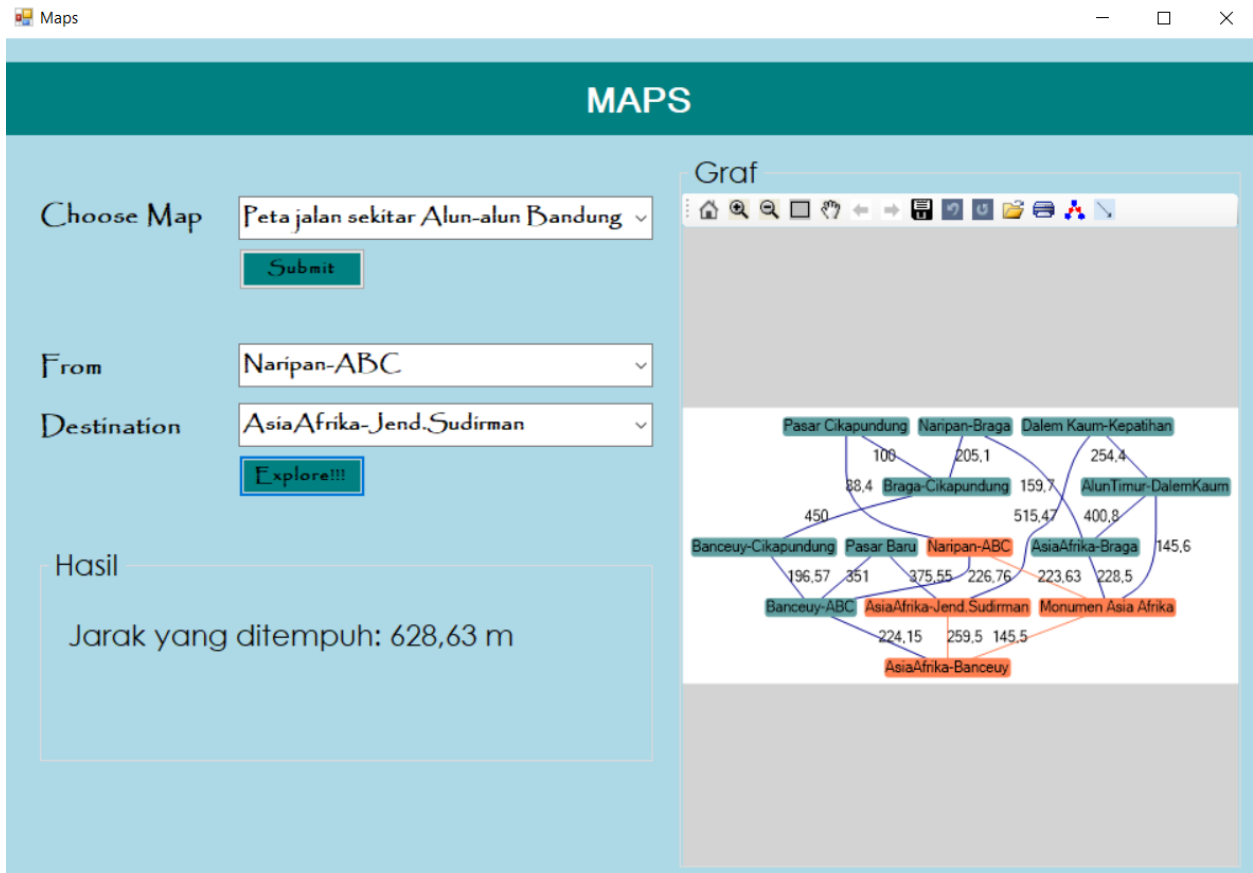 Maps
MAPS
Choose Map
Peta jalan sekitar Alun-alun Bandung
Submit
From
Naripan-ABC
Destination
AsiaAfrika-Jend.Sudirman
Explore!!!
Hasil
Jarak yang ditempuh: 628,63 m
Graf
Pasar Cikapundung Naripan-Braga Dalem Kaum-Kepatihan
100 205,1 254,4
88,4 Braga-Cikapundung 159,7 AlunTimur-DalemKaum
450 515,47 400,8
Banceuy-Cikapundung Pasar Baru Naripan-ABC AsiaAfrika-Braga 145,6
196,57 351 375,55 226,76 223,63 228,5
Banceuy-ABC AsiaAfrika-Jend.Sudirman Monumen Asia Afrika
224,15 259,5 145,5
AsiaAfrika-Banceuy